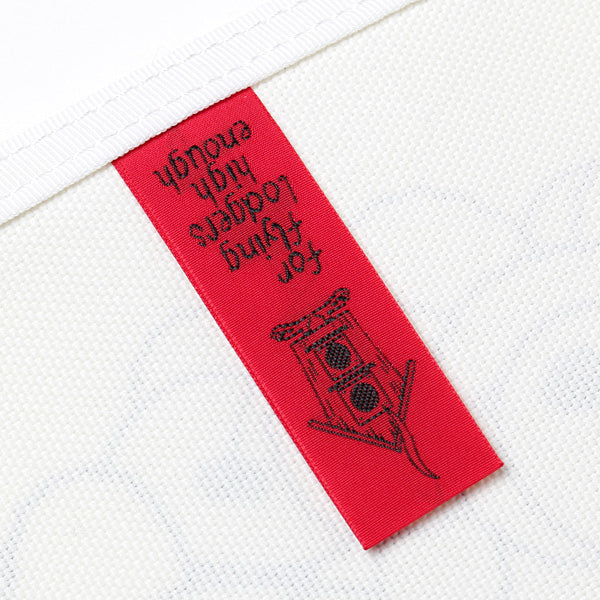 for
flying
Lodgers
high
enough